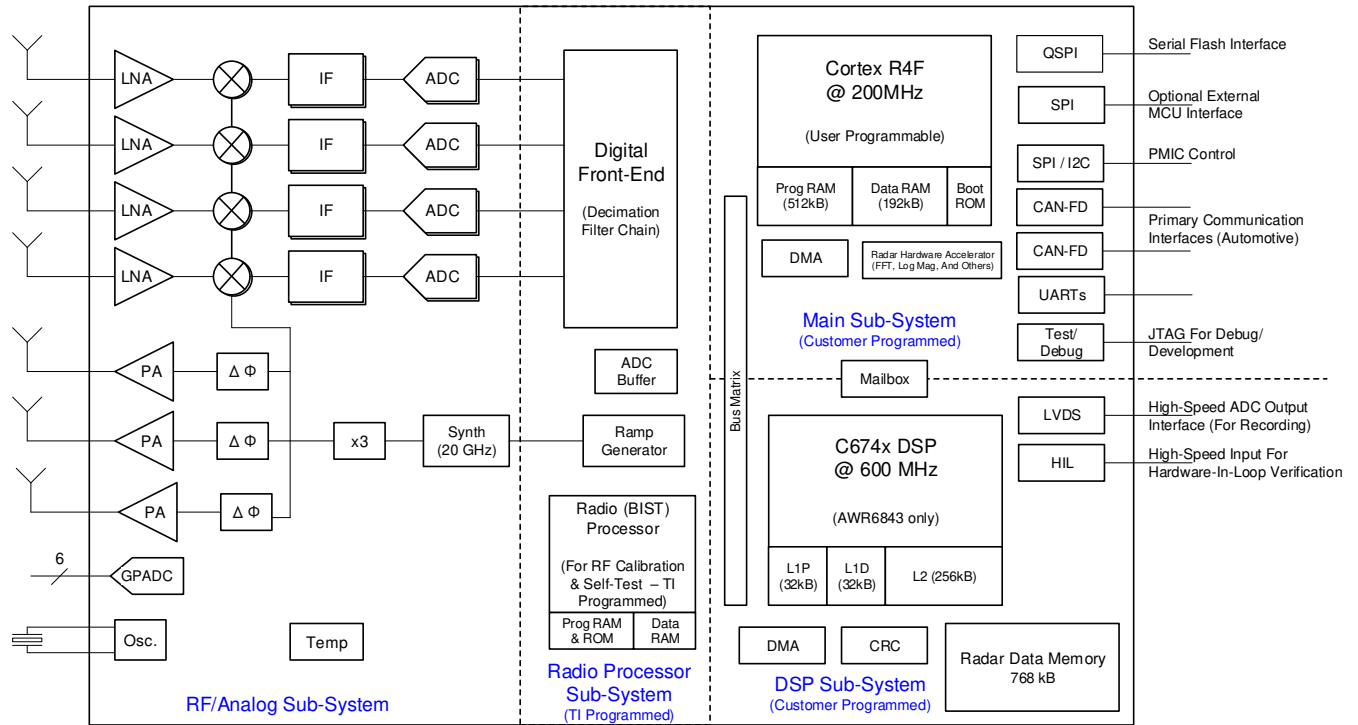 LNA
IF
ADC
LNA
IF
ADC
LNA
IF
ADC
LNA
IF
ADC
Digital
Front-End
(Decimation
Filter Chain)
PA
Δ Φ
PA
Δ Φ
PA
Δ Φ
x3
Synth
(20 GHz)
ADC
Buffer
Ramp
Generator
6
GPADC
Osc.
Temp
RF/Analog Sub-System
Radio (BIST)
Processor
(For RF Calibration
& Self-Test – TI
Programmed)
Prog RAM
& ROM
Data
RAM
Radio Processor
Sub-System
(TI Programmed)
Bus Matrix
Cortex R4F
@ 200MHz
(User Programmable)
Prog RAM
(512kB)
Data RAM
(192kB)
Boot
ROM
DMA
Radar Hardware Accelerator
(FFT, Log Mag, And Others)
Main Sub-System
(Customer Programmed)
Mailbox
C674x DSP
@ 600 MHz
(AWR6843 only)
L1P
(32kB)
L1D
(32kB)
L2 (256kB)
DMA
CRC
DSP Sub-System
(Customer Programmed)
Radar Data Memory
768 kB
QSPI
Serial Flash Interface
SPI
Optional External
MCU Interface
SPI / I2C
PMIC Control
CAN-FD
CAN-FD
Primary Communication
Interfaces (Automotive)
UARTs
Test/
Debug
JTAG For Debug/
Development
LVDS
High-Speed ADC Output
Interface (For Recording)
HIL
High-Speed Input For
Hardware-In-Loop Verification